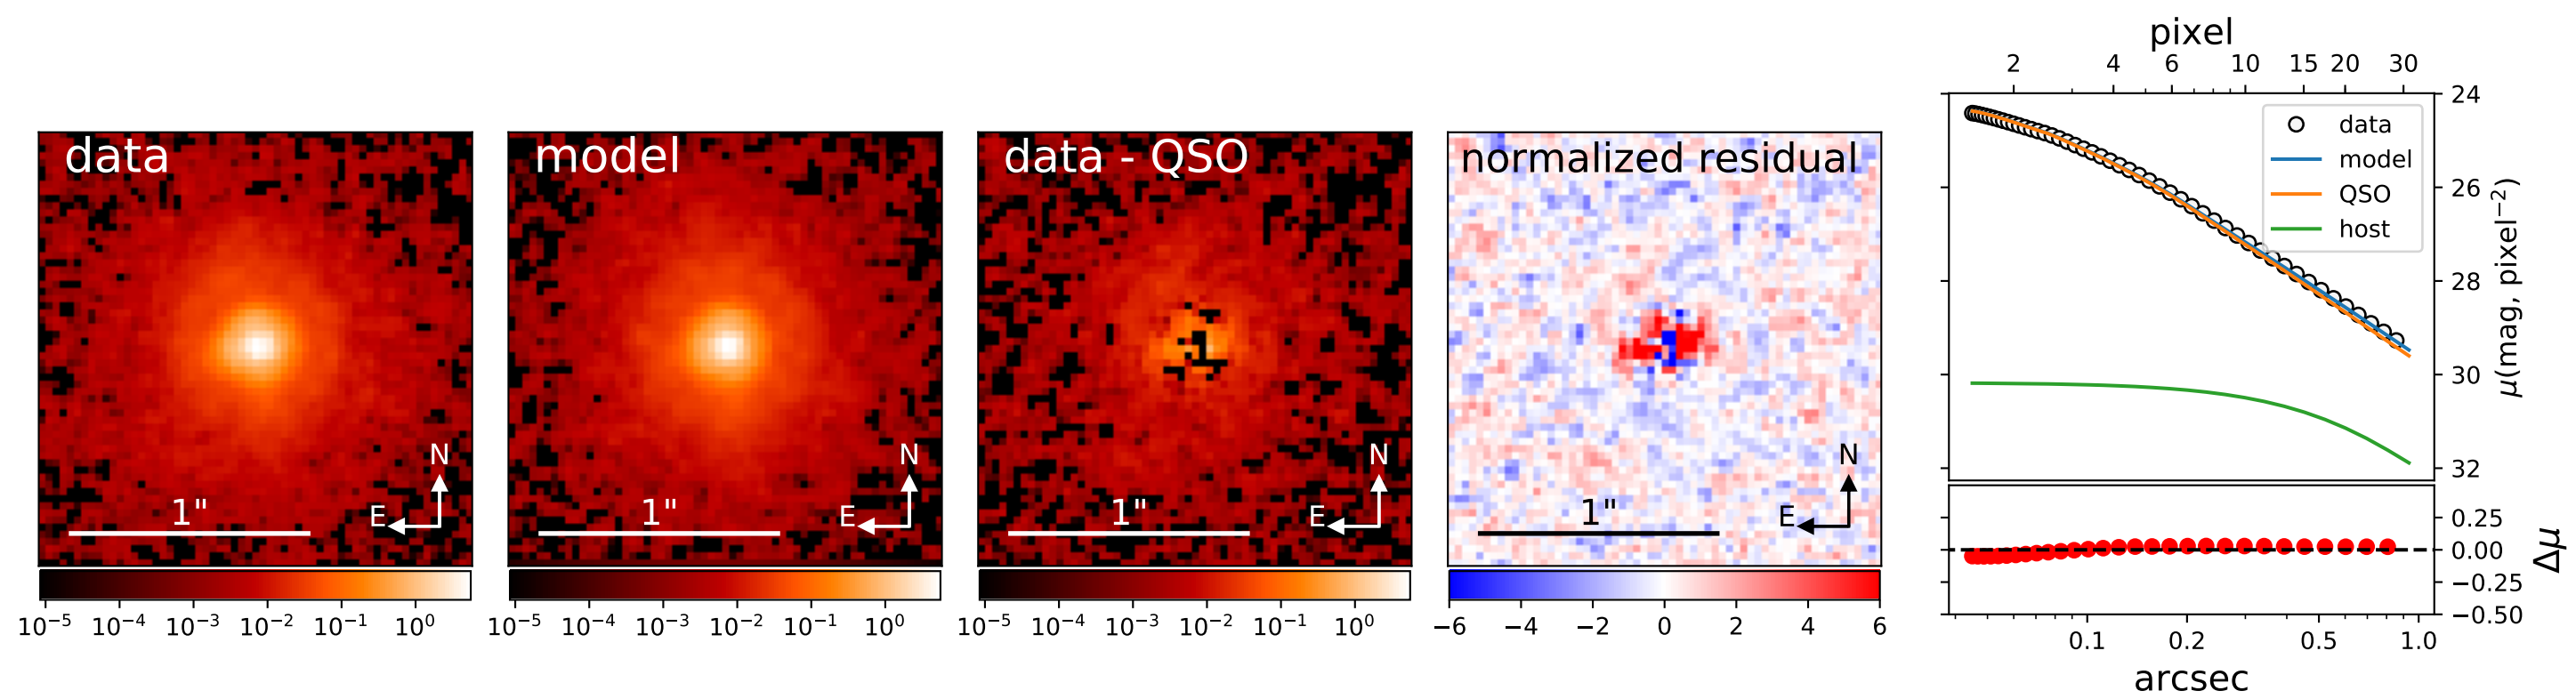 data
N
E
1"
10⁻⁵ 10⁻⁴ 10⁻³ 10⁻² 10⁻¹ 10⁰
model
N
E
1"
10⁻⁵ 10⁻⁴ 10⁻³ 10⁻² 10⁻¹ 10⁰
data - QSO
N
E
1"
10⁻⁵ 10⁻⁴ 10⁻³ 10⁻² 10⁻¹ 10⁰
normalized residual
N
E
1"
−6 −4 −2 0 2 4 6
pixel
2 4 6 10 15 20 30
data
model
QSO
host
24
26
28
30
32
μ(mag, pixel⁻²)
0.25
0.00
−0.25
−0.50
Δμ
0.1 0.2 0.5 1.0
arcsec